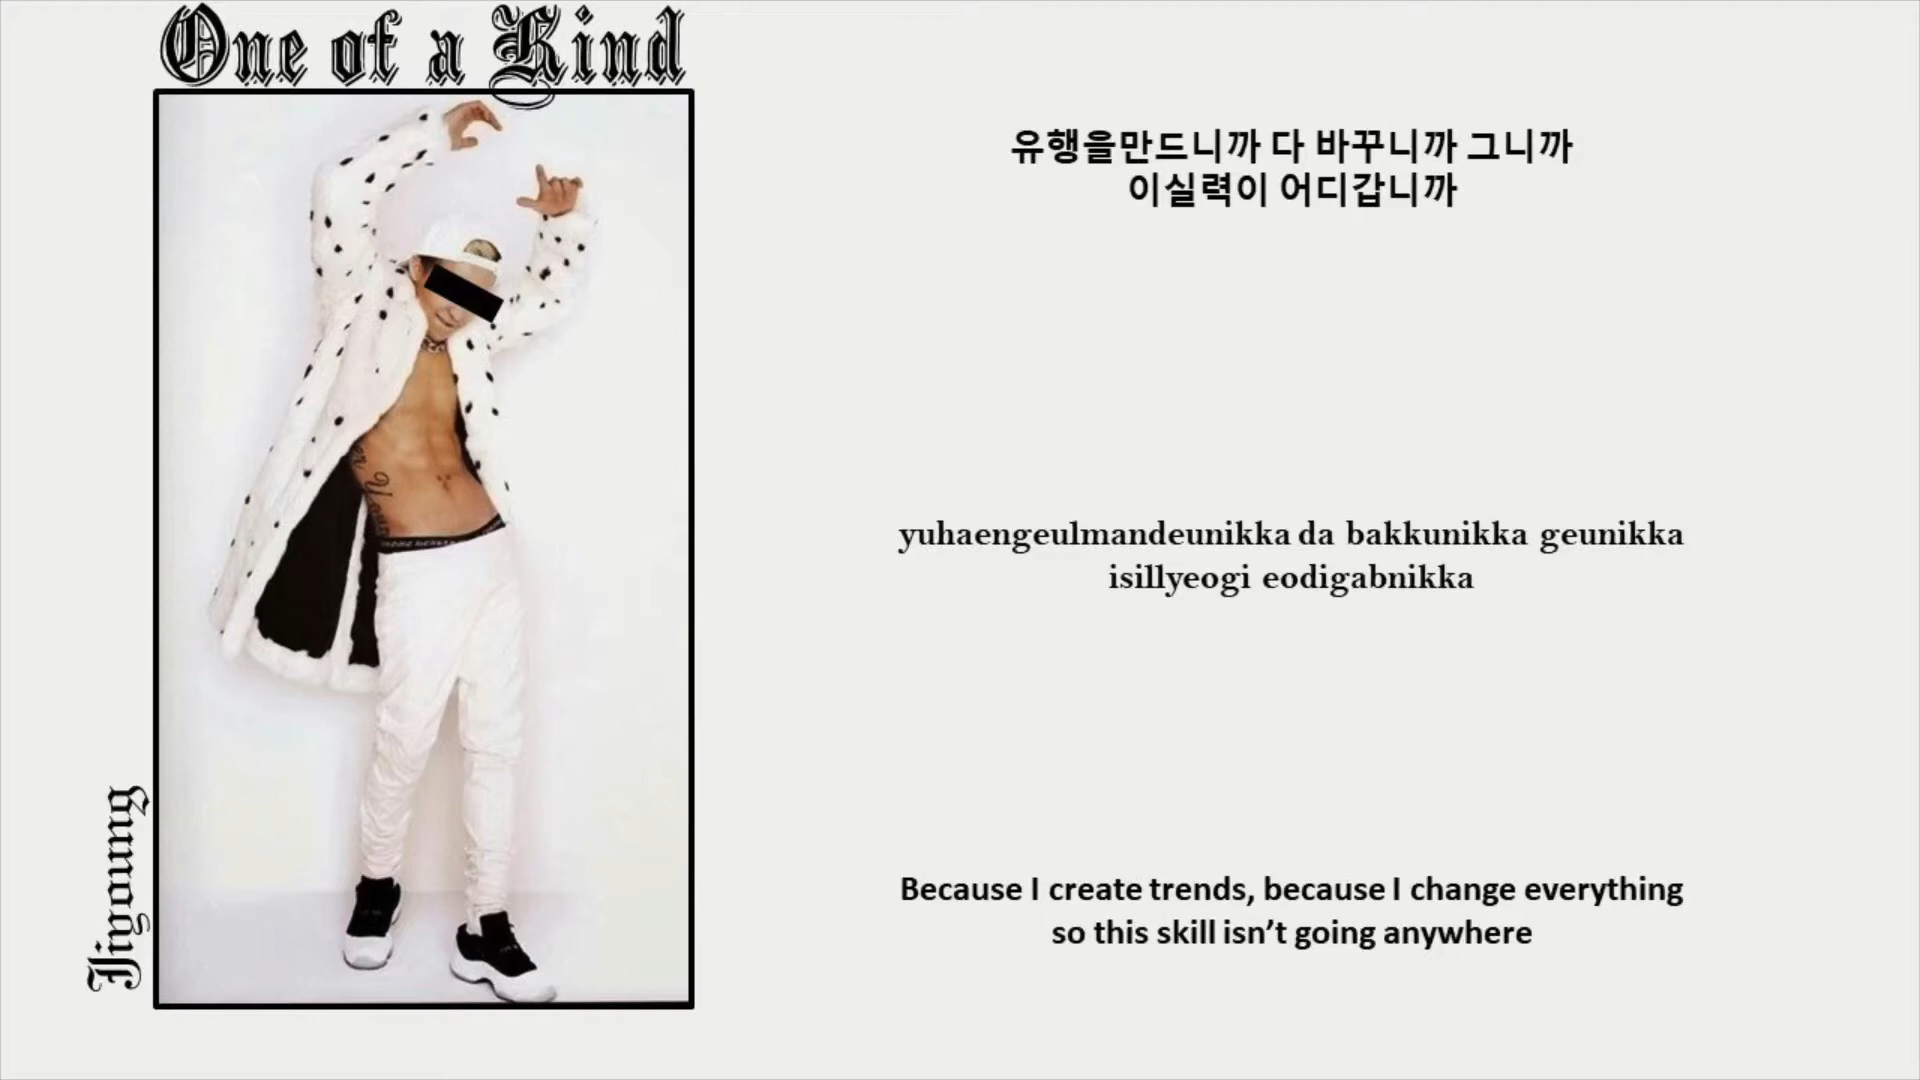 One of a Kind
유행을만드니까 다 바꾸니까 그니까
이실력이 어디갑니까
yuhaengeulmandeunikka da bakkunikka geunikka
isillyeogi eodigabnikka
Because I create trends, because I change everything
so this skill isn't going anywhere
Jiyoung